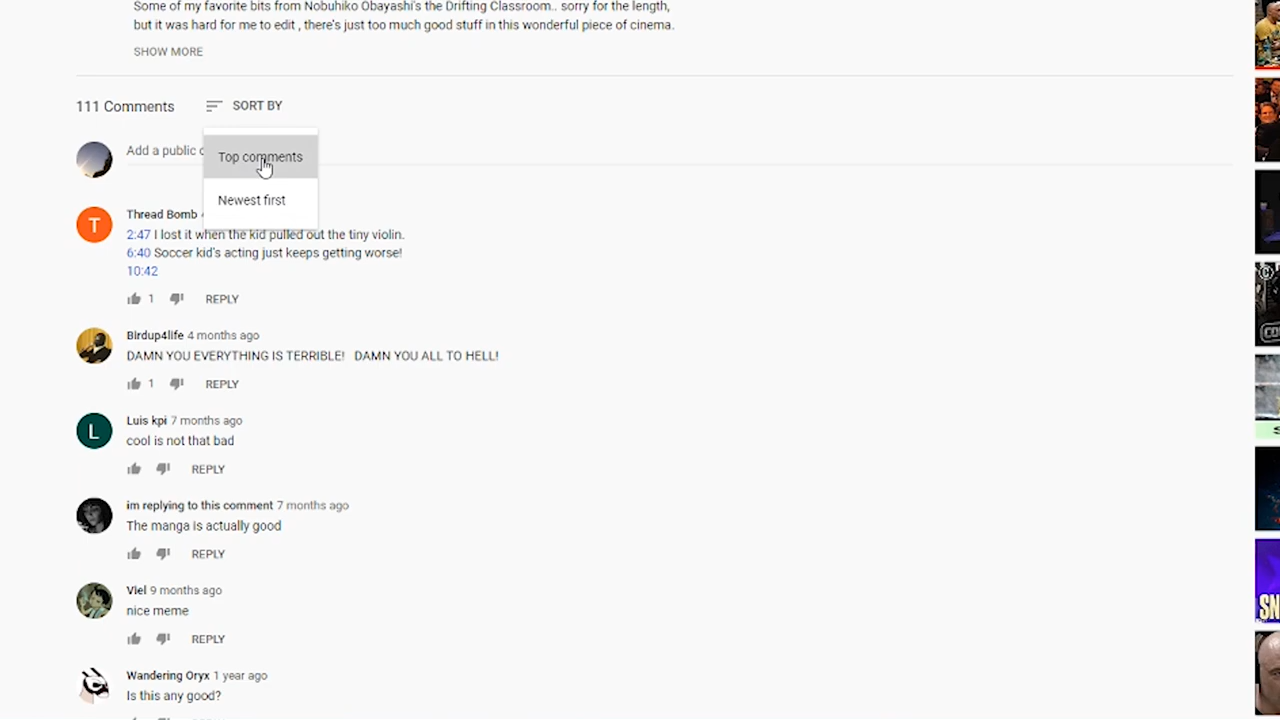 Some of my favorite bits from Nobuhiko Obayashi's the Drifting Classroom.. sorry for the length,
but it was hard for me to edit , there's just too much good stuff in this wonderful piece of cinema.
SHOW MORE
111 Comments SORT BY
Add a public
Top comments
Newest first
Thread Bomb
2:47 I lost it when the kid pulled out the tiny violin.
6:40 Soccer kid's acting just keeps getting worse!
10:42
1 REPLY
Birdup4life 4 months ago
DAMN YOU EVERYTHING IS TERRIBLE! DAMN YOU ALL TO HELL!
1 REPLY
Luis kpi 7 months ago
cool is not that bad
REPLY
im replying to this comment 7 months ago
The manga is actually good
REPLY
Viel 9 months ago
nice meme
REPLY
Wandering Oryx 1 year ago
Is this any good?
T
L
SN